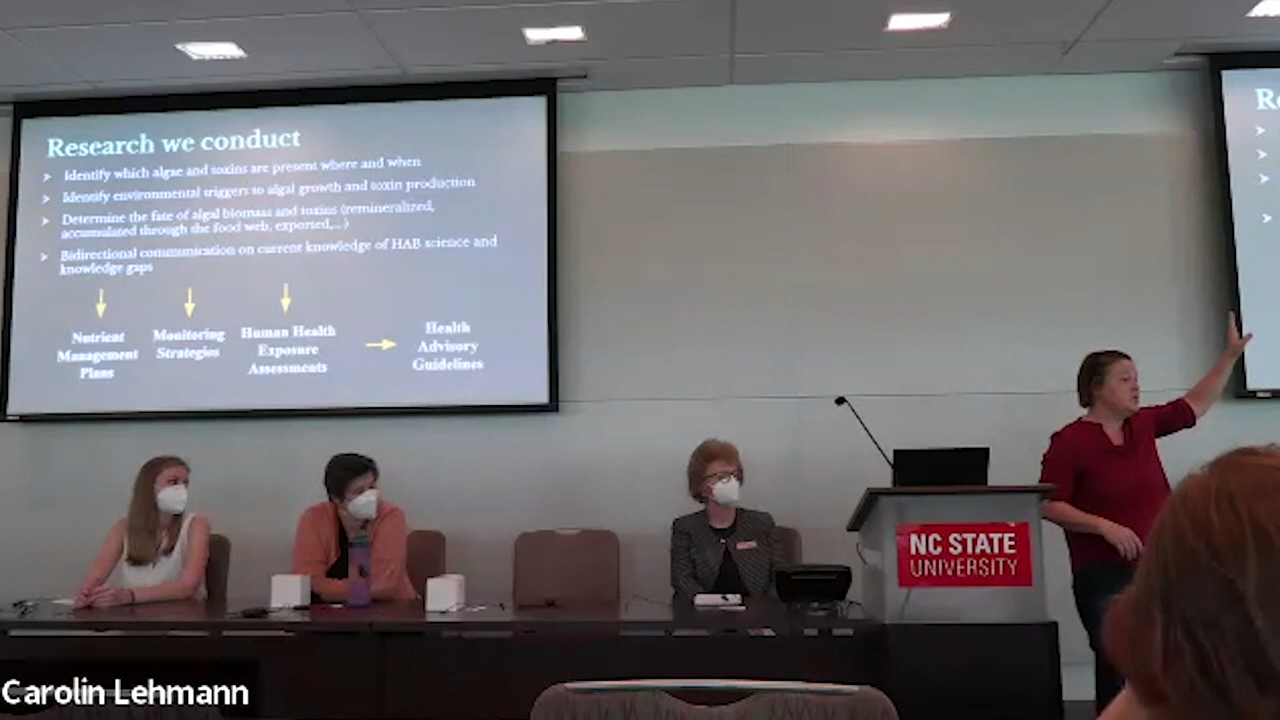 Research we conduct
➢ Identify which algae and toxins are present where and when
➢ Identify environmental triggers to algal growth and toxin production
➢ Determine the fate of algal biomass and toxins (remineralized,
accumulated through the food web, exported,...)
➢ Bidirectional communication on current knowledge of HAB science and
knowledge gaps
Nutrient
Management
Plans
Monitoring
Strategies
Human Health
Exposure
Assessments
Health
Advisory
Guidelines
NC STATE
UNIVERSITY
Carolin Lehmann